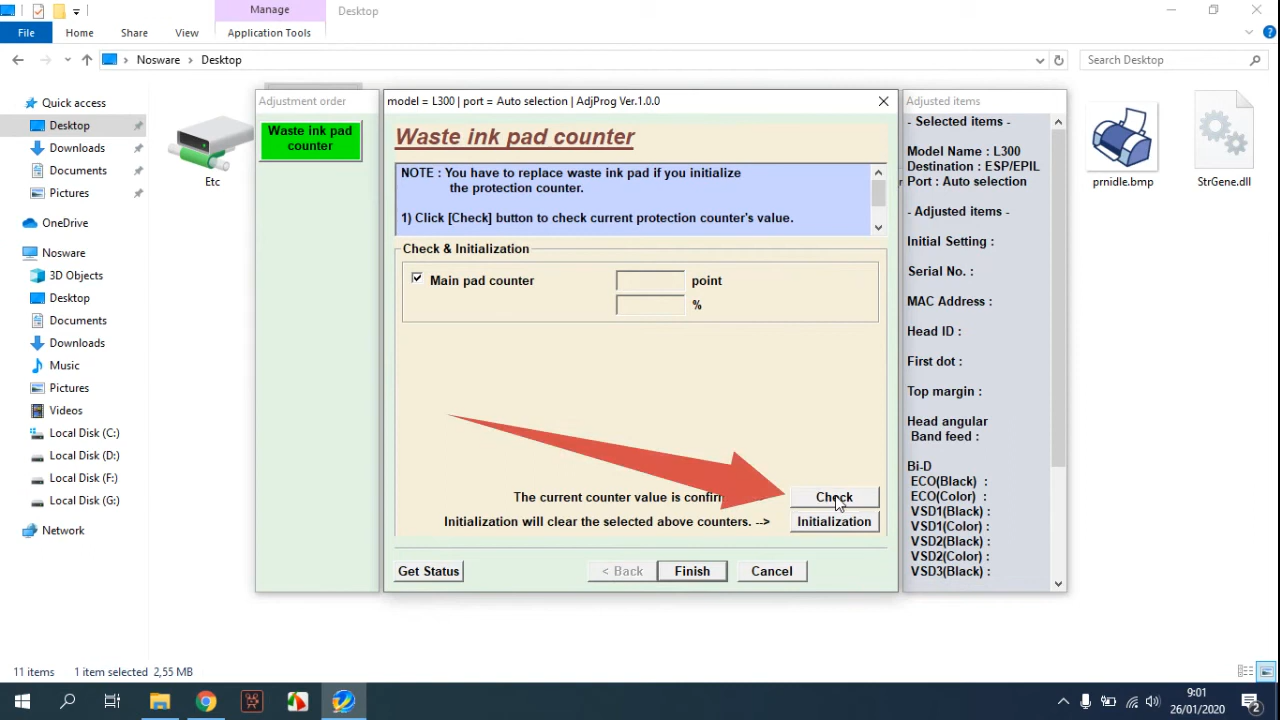 Manage
Desktop
File
Home
Share
View
Application Tools
Nosware
Desktop
Search Desktop
Quick access
Desktop
Downloads
Documents
Pictures
OneDrive
Nosware
3D Objects
Desktop
Documents
Downloads
Music
Pictures
Videos
Local Disk (C:)
Local Disk (D:)
Local Disk (F:)
Local Disk (G:)
Network
Etc
prnidle.bmp
StrGene.dll
Adjustment order
Waste ink pad
counter
model = L300 | port = Auto selection | AdjProg Ver.1.0.0
Waste ink pad counter
NOTE : You have to replace waste ink pad if you initialize
the protection counter.
1) Click [Check] button to check current protection counter's value.
Check & Initialization
Main pad counter
point
%
The current counter value is
Check
Initialization will clear the selected above counters. -->
Initialization
Get Status
< Back
Finish
Cancel
Adjusted items
- Selected items -
Model Name : L300
Destination : ESP/EPIL
Port : Auto selection
- Adjusted items -
Initial Setting :
Serial No. :
MAC Address :
Head ID :
First dot :
Top margin :
Head angular
Band feed :
Bi-D
ECO(Black) :
ECO(Color) :
VSD1(Black) :
VSD1(Color) :
VSD2(Black) :
VSD2(Color) :
VSD3(Black) :
11 items
1 item selected
2,55 MB
9:01
26/01/2020
2